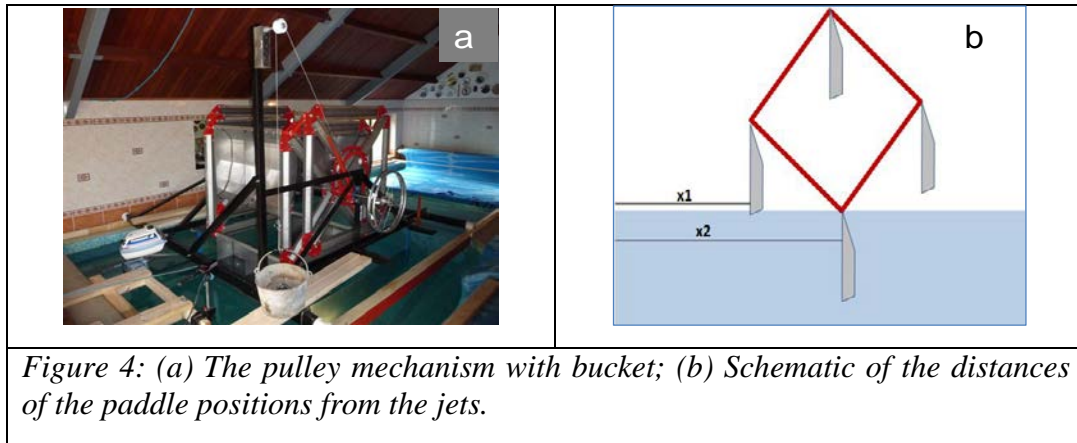 a
b
x1
x2
Figure 4: (a) The pulley mechanism with bucket; (b) Schematic of the distances
of the paddle positions from the jets.